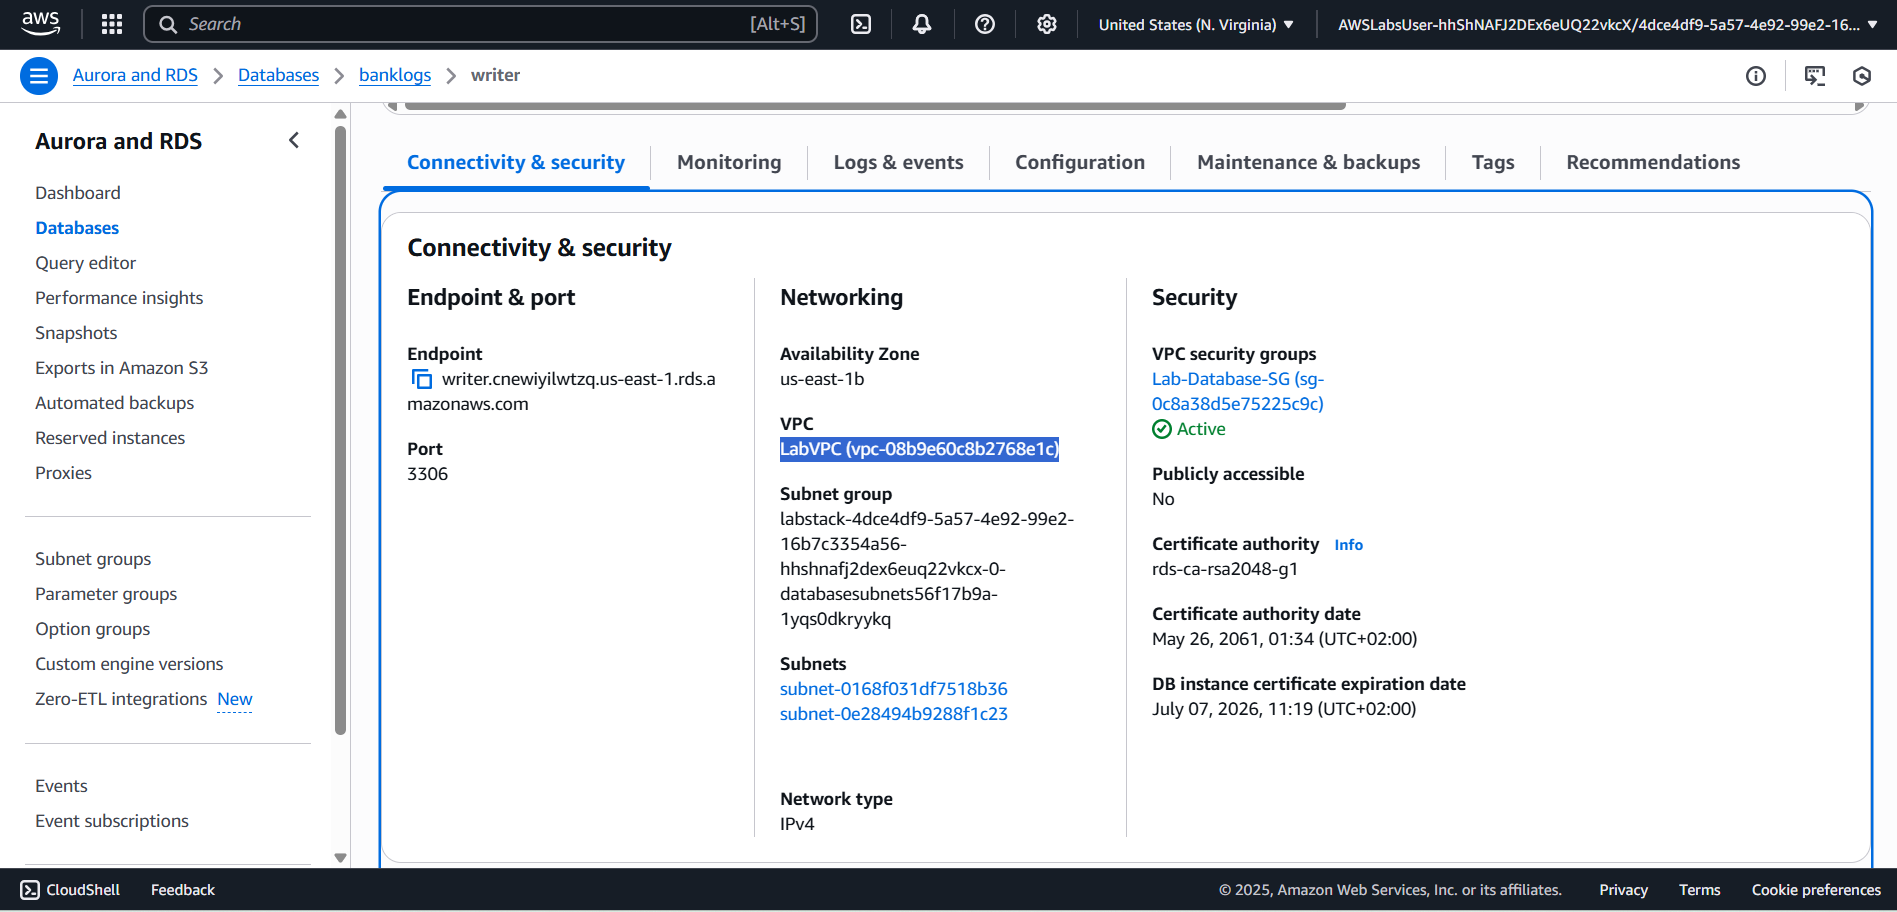 aws
Search [Alt+S]
United States (N. Virginia)
AWSLabsUser-hhShNAFJ2DEx6eUQ22vkcX/4dce4df9-5a57-4e92-99e2-16...
Aurora and RDS > Databases > banklogs > writer
Aurora and RDS
Dashboard
Databases
Query editor
Performance insights
Snapshots
Exports in Amazon S3
Automated backups
Reserved instances
Proxies
Subnet groups
Parameter groups
Option groups
Custom engine versions
Zero-ETL integrations New
Events
Event subscriptions
Connectivity & security
Monitoring
Logs & events
Configuration
Maintenance & backups
Tags
Recommendations
Connectivity & security
Endpoint & port
Endpoint
writer.cnewiyilwtzq.us-east-1.rds.a
mazonaws.com
Port
3306
Networking
Availability Zone
us-east-1b
VPC
LabVPC (vpc-08b9e60c8b2768e1c)
Subnet group
labstack-4dce4df9-5a57-4e92-99e2-
16b7c3354a56-
hhshnafj2dex6euq22vkcx-0-
databasesubnets56f17b9a-
1yqs0dkryykq
Subnets
subnet-0168f031df7518b36
subnet-0e28494b9288f1c23
Network type
IPv4
Security
VPC security groups
Lab-Database-SG (sg-
0c8a38d5e75225c9c)
Active
Publicly accessible
No
Certificate authority Info
rds-ca-rsa2048-g1
Certificate authority date
May 26, 2061, 01:34 (UTC+02:00)
DB instance certificate expiration date
July 07, 2026, 11:19 (UTC+02:00)
CloudShell
Feedback
© 2025, Amazon Web Services, Inc. or its affiliates.
Privacy
Terms
Cookie preferences